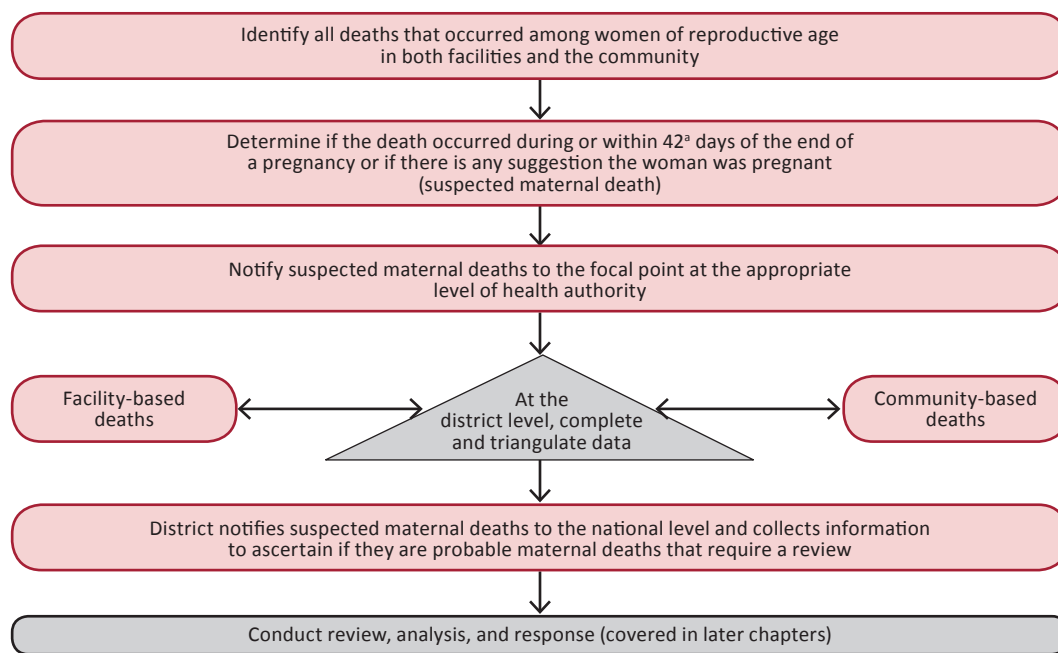 Identify all deaths that occurred among women of reproductive age
in both facilities and the community
Determine if the death occurred during or within 42ᵃ days of the end of
a pregnancy or if there is any suggestion the woman was pregnant
(suspected maternal death)
Notify suspected maternal deaths to the focal point at the appropriate
level of health authority
Facility-based
deaths
At the
district level, complete
and triangulate data
Community-based
deaths
District notifies suspected maternal deaths to the national level and collects information
to ascertain if they are probable maternal deaths that require a review
Conduct review, analysis, and response (covered in later chapters)